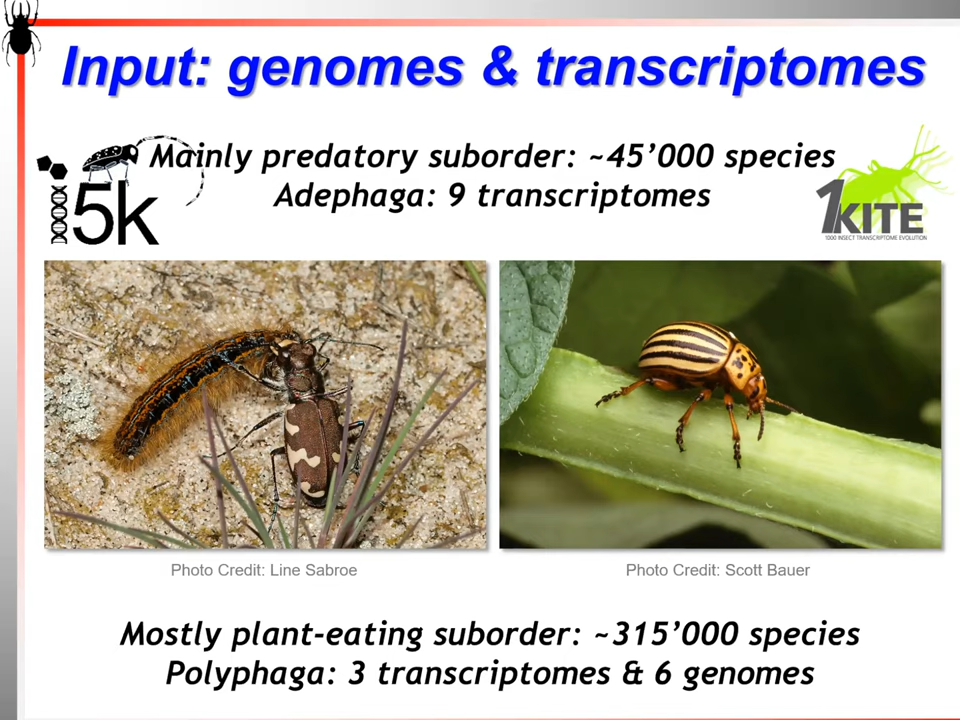 Input: genomes & transcriptomes
Mainly predatory suborder: ~45’000 species
Adephaga: 9 transcriptomes
i5k
1KITE
1000 INSECT TRANSCRIPTOME EVOLUTION
Photo Credit: Line Sabroe
Photo Credit: Scott Bauer
Mostly plant-eating suborder: ~315’000 species
Polyphaga: 3 transcriptomes & 6 genomes